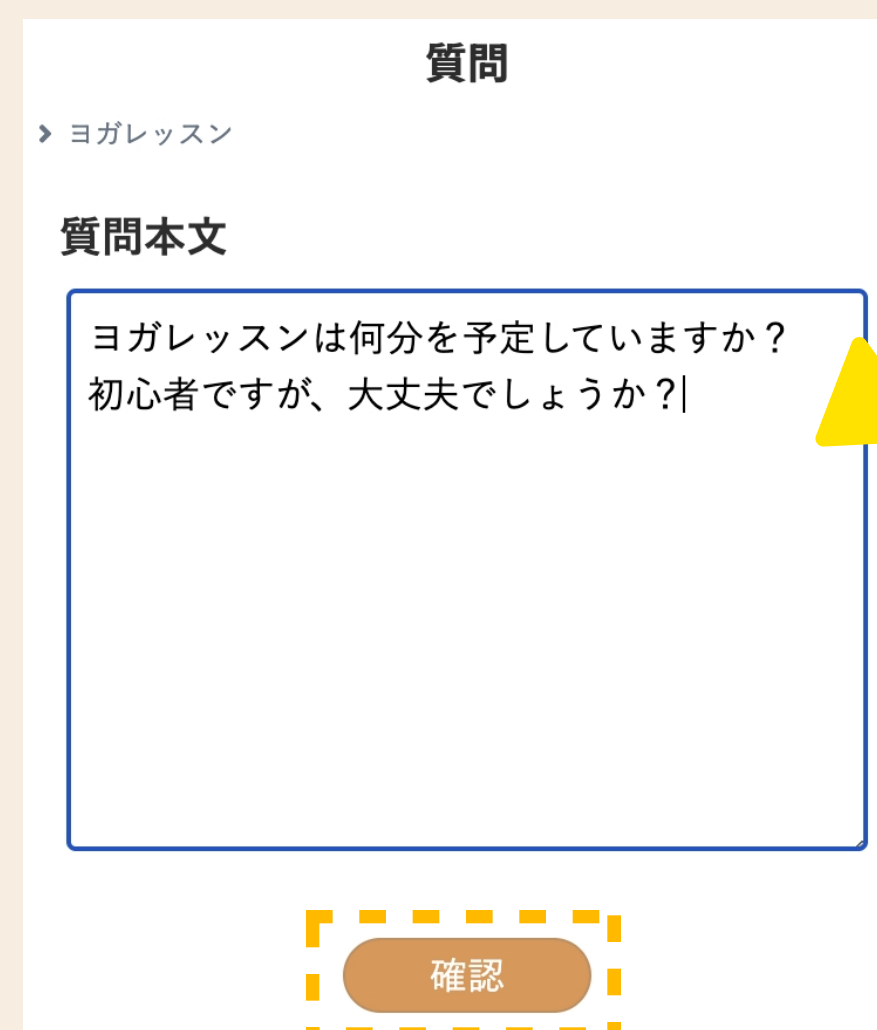 質問
ヨガレッスン
質問本文
ヨガレッスンは何分を予定していますか？
初心者ですが、大丈夫でしょうか？
確認